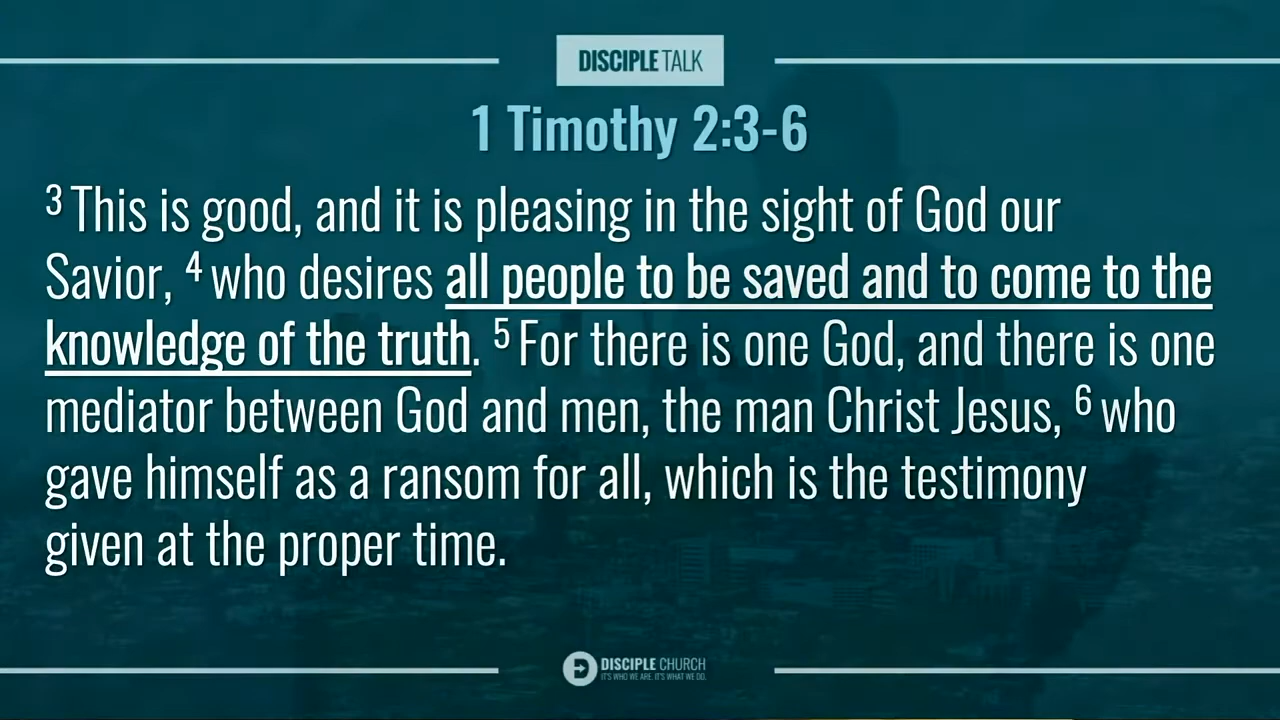 DISCIPLE TALK
1 Timothy 2:3-6
3 This is good, and it is pleasing in the sight of God our
Savior, 4 who desires all people to be saved and to come to the
knowledge of the truth. 5 For there is one God, and there is one
mediator between God and men, the man Christ Jesus, 6 who
gave himself as a ransom for all, which is the testimony
given at the proper time.
DISCIPLE CHURCH
IT'S WHO WE ARE. IT'S WHAT WE DO.